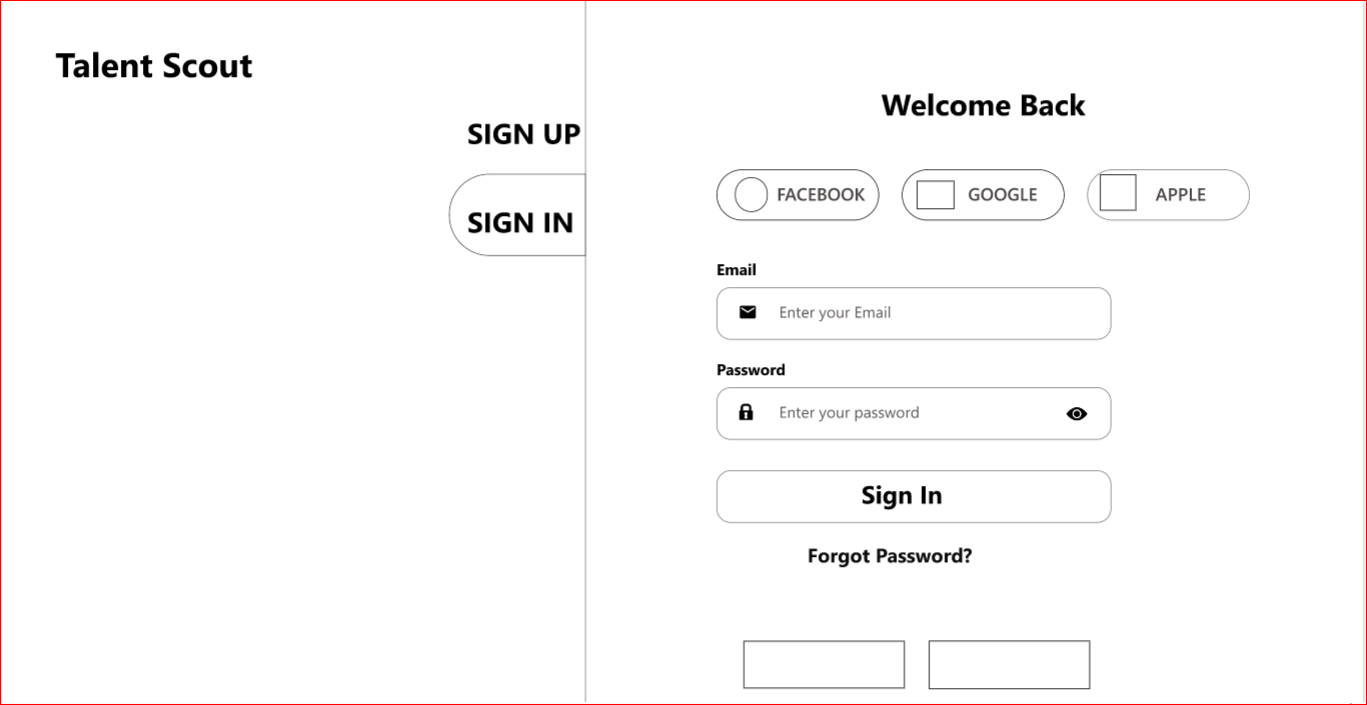 Talent Scout
SIGN UP
SIGN IN
Welcome Back
FACEBOOK
GOOGLE
APPLE
Email
Enter your Email
Password
Enter your password
Sign In
Forgot Password?